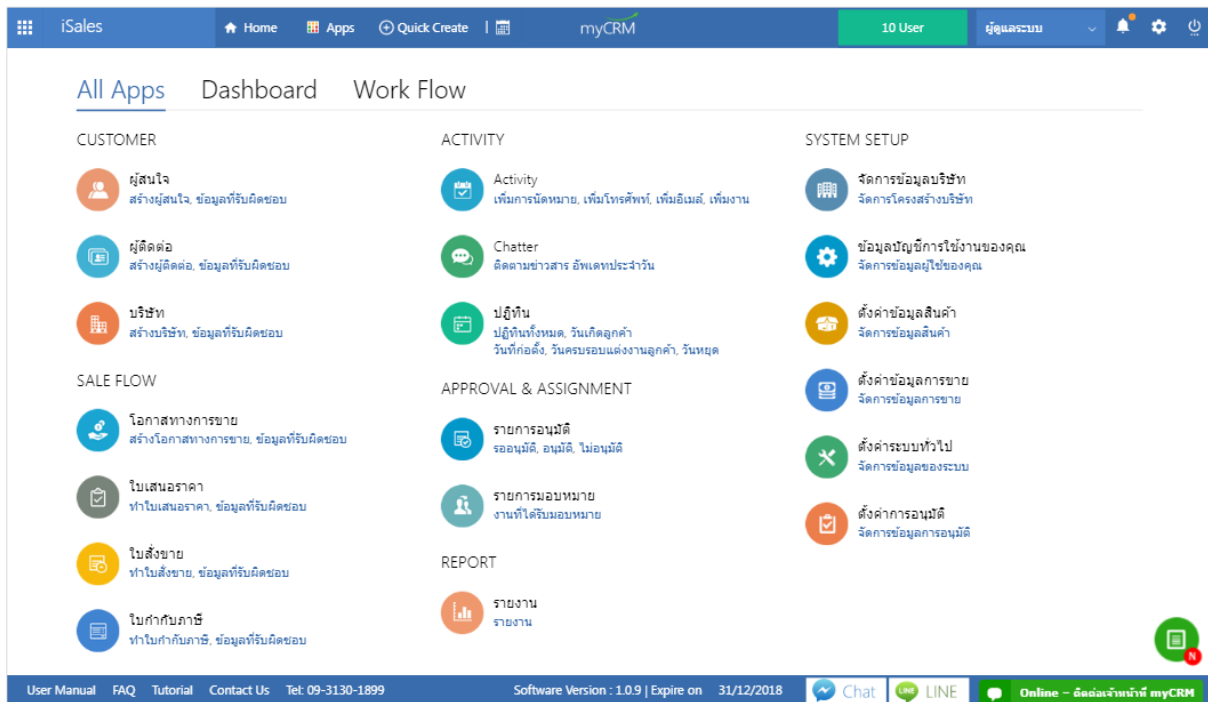 iSales
Home
Apps
Quick Create
myCRM
10 User
ผู้ดูแลระบบ
All Apps
Dashboard
Work Flow
CUSTOMER
ผู้สนใจ
สร้างผู้สนใจ, ข้อมูลที่รับผิดชอบ
ผู้ติดต่อ
สร้างผู้ติดต่อ, ข้อมูลที่รับผิดชอบ
บริษัท
สร้างบริษัท, ข้อมูลที่รับผิดชอบ
SALE FLOW
โอกาสทางการขาย
สร้างโอกาสทางการขาย, ข้อมูลที่รับผิดชอบ
ใบเสนอราคา
ทำใบเสนอราคา, ข้อมูลที่รับผิดชอบ
ใบสั่งขาย
ทำใบสั่งขาย, ข้อมูลที่รับผิดชอบ
ใบกำกับภาษี
ทำใบกำกับภาษี, ข้อมูลที่รับผิดชอบ
ACTIVITY
Activity
เพิ่มการนัดหมาย, เพิ่มโทรศัพท์, เพิ่มอีเมล์, เพิ่มงาน
Chatter
ติดตามข่าวสาร อัพเดทประจำวัน
ปฏิทิน
ปฏิทินทั้งหมด, วันเกิดลูกค้า
วันที่ก่อตั้ง, วันครบรอบแต่งงานลูกค้า, วันหยุด
APPROVAL & ASSIGNMENT
รายการอนุมัติ
รออนุมัติ, อนุมัติ, ไม่อนุมัติ
รายการมอบหมาย
งานที่ได้รับมอบหมาย
REPORT
รายงาน
รายงาน
SYSTEM SETUP
จัดการข้อมูลบริษัท
จัดการโครงสร้างบริษัท
ข้อมูลบัญชีการใช้งานของคุณ
จัดการข้อมูลผู้ใช้ของคุณ
ตั้งค่าข้อมูลสินค้า
จัดการข้อมูลสินค้า
ตั้งค่าข้อมูลการขาย
จัดการข้อมูลการขาย
ตั้งค่าระบบทั่วไป
จัดการข้อมูลของระบบ
ตั้งค่าการอนุมัติ
จัดการข้อมูลการอนุมัติ
N
User Manual
FAQ
Tutorial
Contact Us
Tel: 09-3130-1899
Software Version : 1.0.9 | Expire on 31/12/2018
Chat
LINE
LINE
Online – ติดต่อเจ้าหน้าที่ myCRM